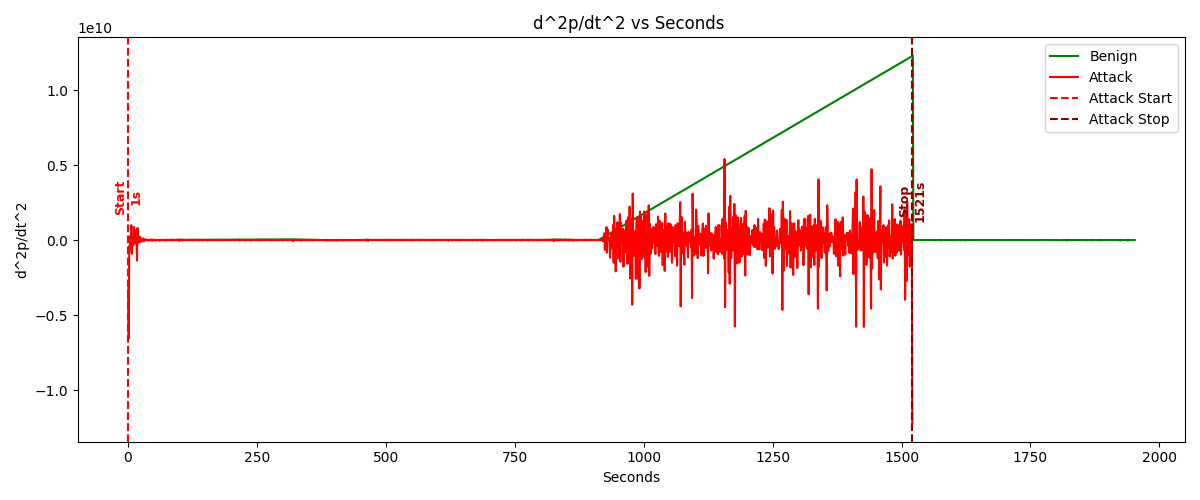 d^2p/dt^2 vs Seconds
1e10
1.0
0.5
0.0
−0.5
−1.0
d^2p/dt^2
Start
1s
Stop
1521s
Benign
Attack
Attack Start
Attack Stop
0
250
500
750
1000
1250
1500
1750
2000
Seconds